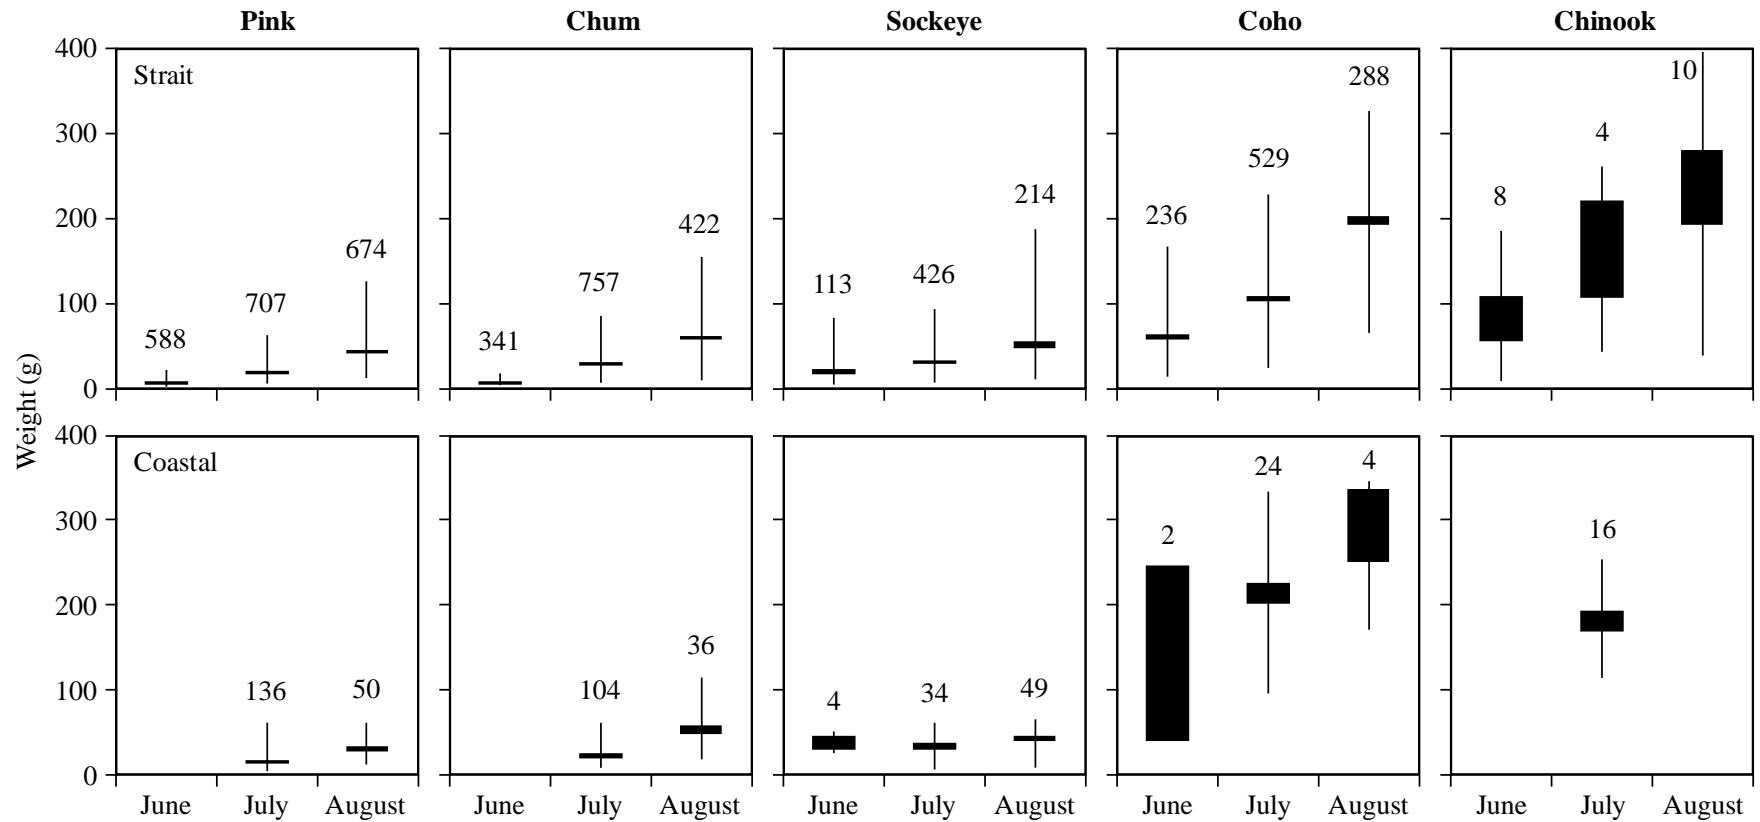 Pink Chum Sockeye Coho Chinook
Weight (g)
400
300
200
100
0
Strait
588 707 674
341 757 422
113 426 214
236 529 288
8 4 10
400
300
200
100
0
Coastal
136 50
104 36
4 34 49
2 24 4
16
June July August June July August June July August June July August June July August